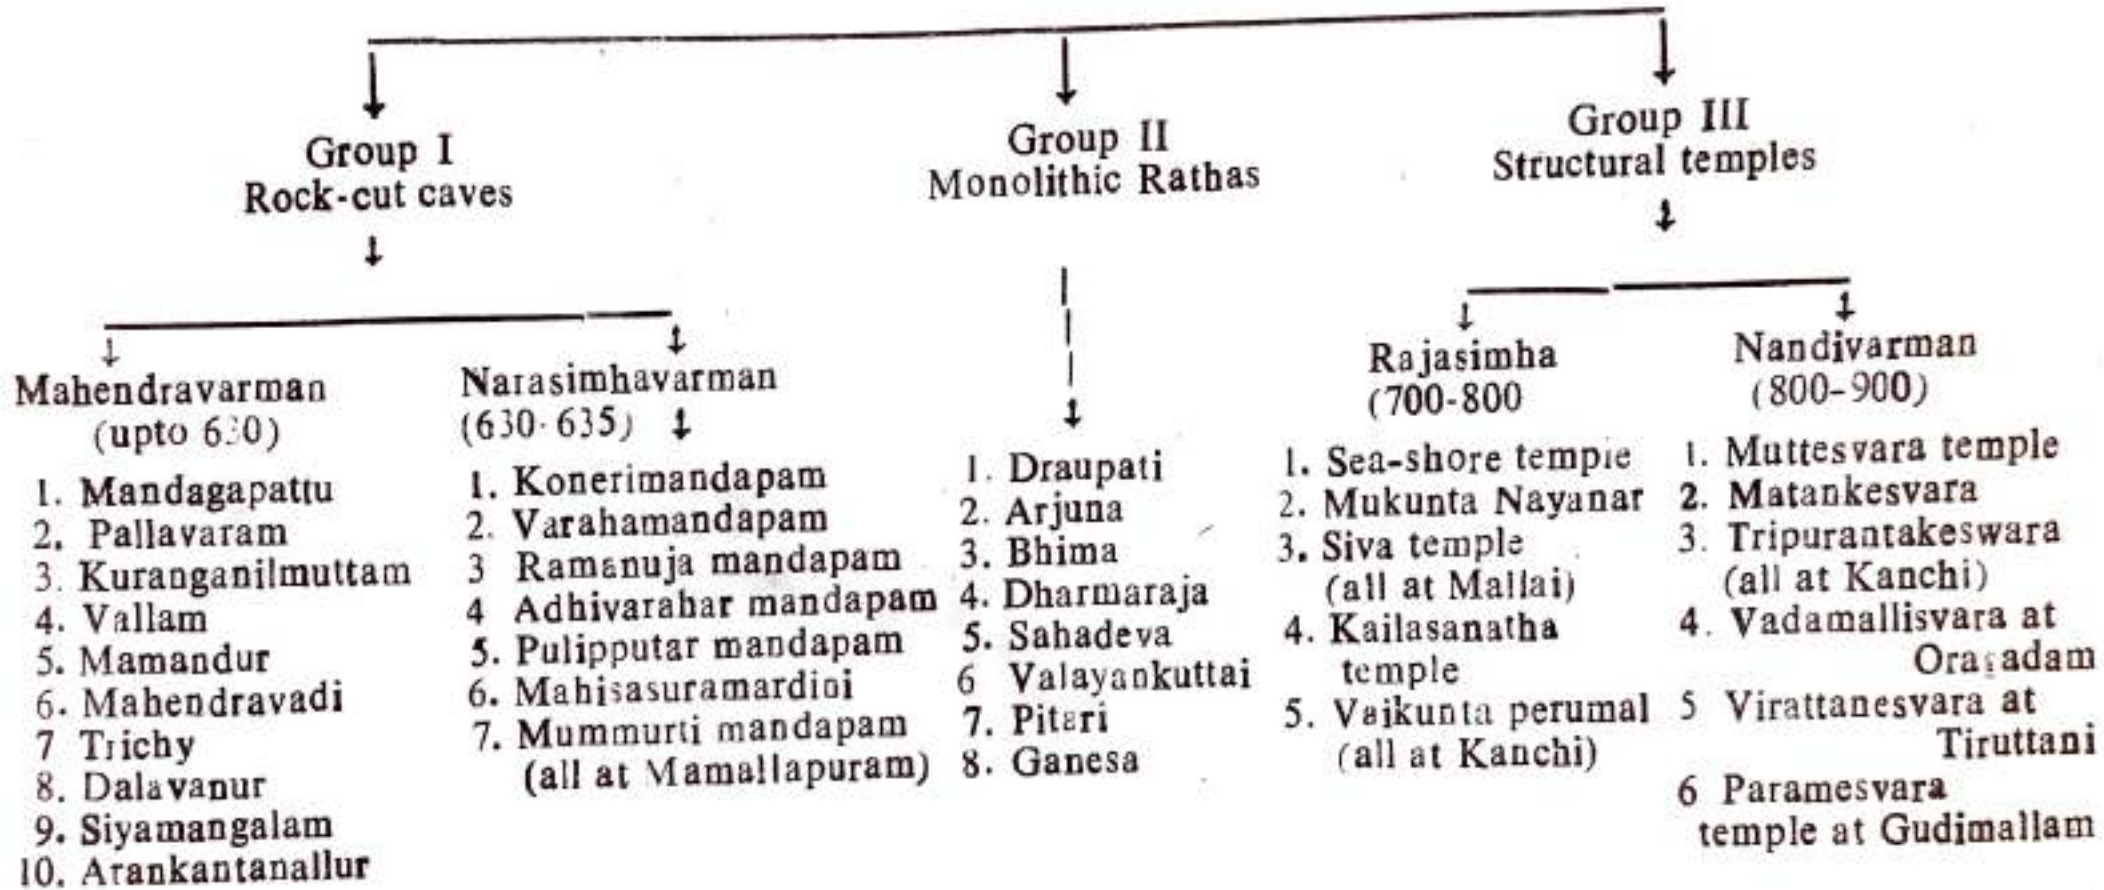 Group I
Rock-cut caves
Group II
Monolithic Rathas
Group III
Structural temples
Mahendravarman
(upto 630)
1. Mandagapattu
2. Pallavaram
3. Kuranganilmuttam
4. Vallam
5. Mamandur
6. Mahendravadi
7 Trichy
8. Dalavanur
9. Siyamangalam
10. Arankantanallur
Narasimhavarman
(630-635)
1. Konerimandapam
2. Varahamandapam
3 Ramanuja mandapam
4 Adhivarahar mandapam
5. Pulipputar mandapam
6. Mahisasuramardini
7. Mummurti mandapam
(all at Mamallapuram)
1. Draupati
2. Arjuna
3. Bhima
4. Dharmaraja
5. Sahadeva
6 Valayankuttai
7. Pitari
8. Ganesa
Rajasimha
(700-800
1. Sea-shore temple
2. Mukunta Nayanar
3. Siva temple
(all at Mallai)
4. Kailasanatha
temple
5. Vaikunta perumal
(all at Kanchi)
Nandivarman
(800-900)
1. Muttesvara temple
2. Matankesvara
3. Tripurantakeswara
(all at Kanchi)
4. Vadamallisvara at
Oragadam
5 Virattanesvara at
Tiruttani
6 Paramesvara
temple at Gudimallam